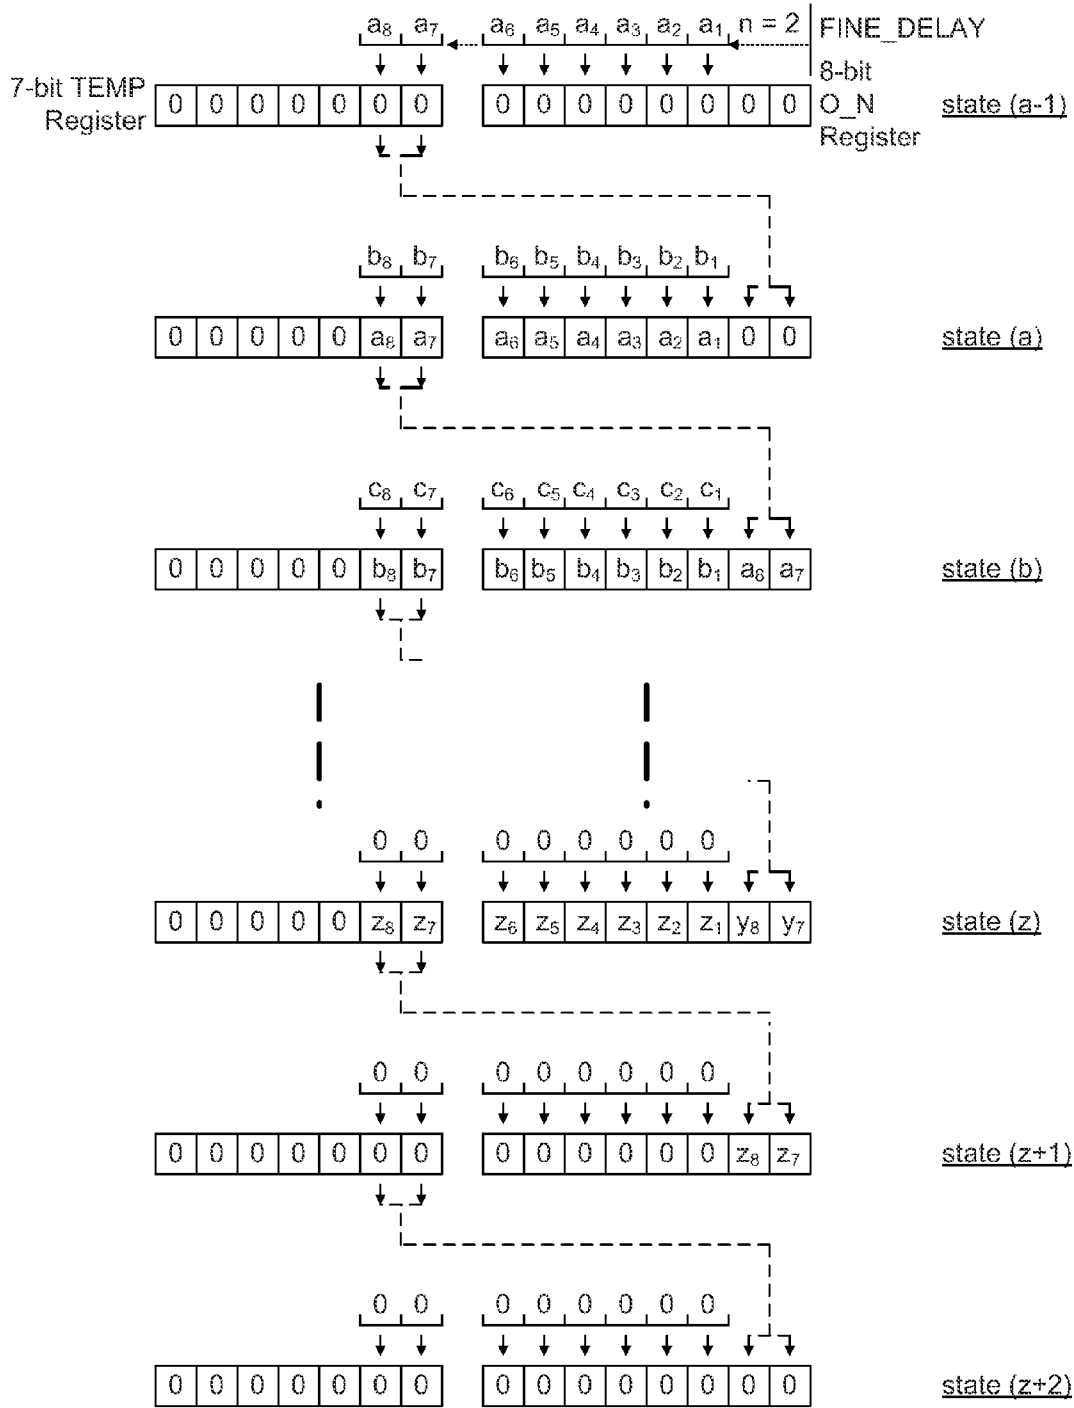 a8 a7 a6 a5 a4 a3 a2 a1 n = 2 FINE_DELAY
7-bit TEMP Register 0 0 0 0 0 0 0 0 0 0 0 0 0 0 0 8-bit O_N Register state (a-1)
b8 b7 b6 b5 b4 b3 b2 b1
0 0 0 0 0 a8 a7 a6 a5 a4 a3 a2 a1 0 0 state (a)
c8 c7 c6 c5 c4 c3 c2 c1
0 0 0 0 0 b8 b7 b6 b5 b4 b3 b2 b1 a8 a7 state (b)
0 0 0 0 0 0 0 0
0 0 0 0 0 z8 z7 z6 z5 z4 z3 z2 z1 y8 y7 state (z)
0 0 0 0 0 0 0 0
0 0 0 0 0 0 0 0 0 0 0 0 0 z8 z7 state (z+1)
0 0 0 0 0 0 0 0
0 0 0 0 0 0 0 0 0 0 0 0 0 0 0 state (z+2)